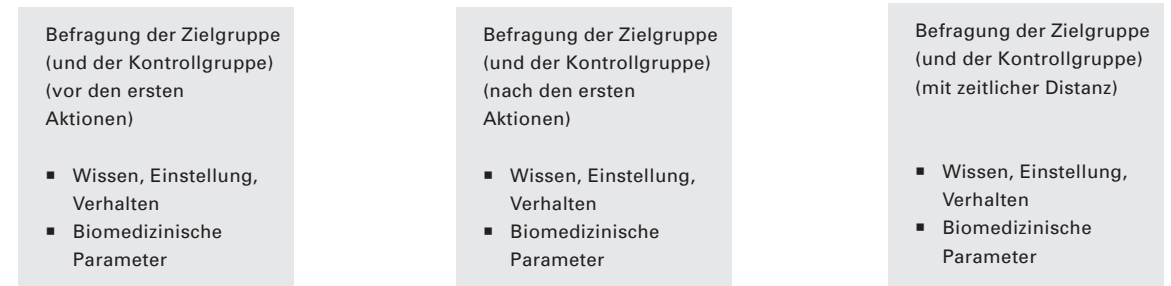 Befragung der Zielgruppe
(und der Kontrollgruppe)
(vor den ersten
Aktionen)
▪ Wissen, Einstellung,
Verhalten
▪ Biomedizinische
Parameter
Befragung der Zielgruppe
(und der Kontrollgruppe)
(nach den ersten
Aktionen)
▪ Wissen, Einstellung,
Verhalten
▪ Biomedizinische
Parameter
Befragung der Zielgruppe
(und der Kontrollgruppe)
(mit zeitlicher Distanz)
▪ Wissen, Einstellung,
Verhalten
▪ Biomedizinische
Parameter